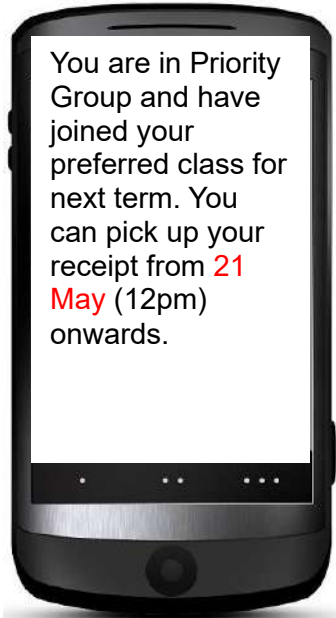 You are in Priority
Group and have
joined your
preferred class for
next term. You
can pick up your
receipt from 21
May (12pm)
onwards.